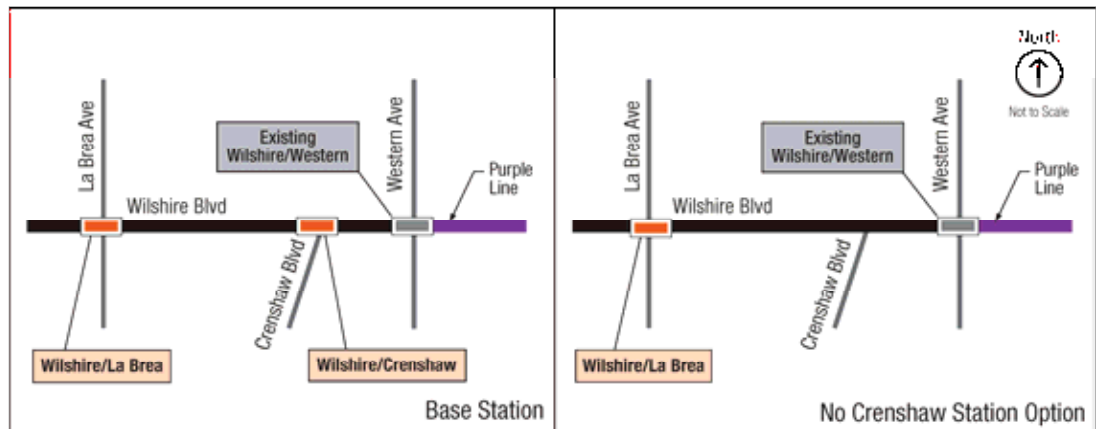 La Brea Ave
Existing
Wilshire/Western
Western Ave
Purple
Line
Wilshire Blvd
Crenshaw Blvd
Wilshire/La Brea
Wilshire/Crenshaw
Base Station
North
Not to Scale
La Brea Ave
Existing
Wilshire/Western
Western Ave
Purple
Line
Wilshire Blvd
Crenshaw Blvd
Wilshire/La Brea
No Crenshaw Station Option